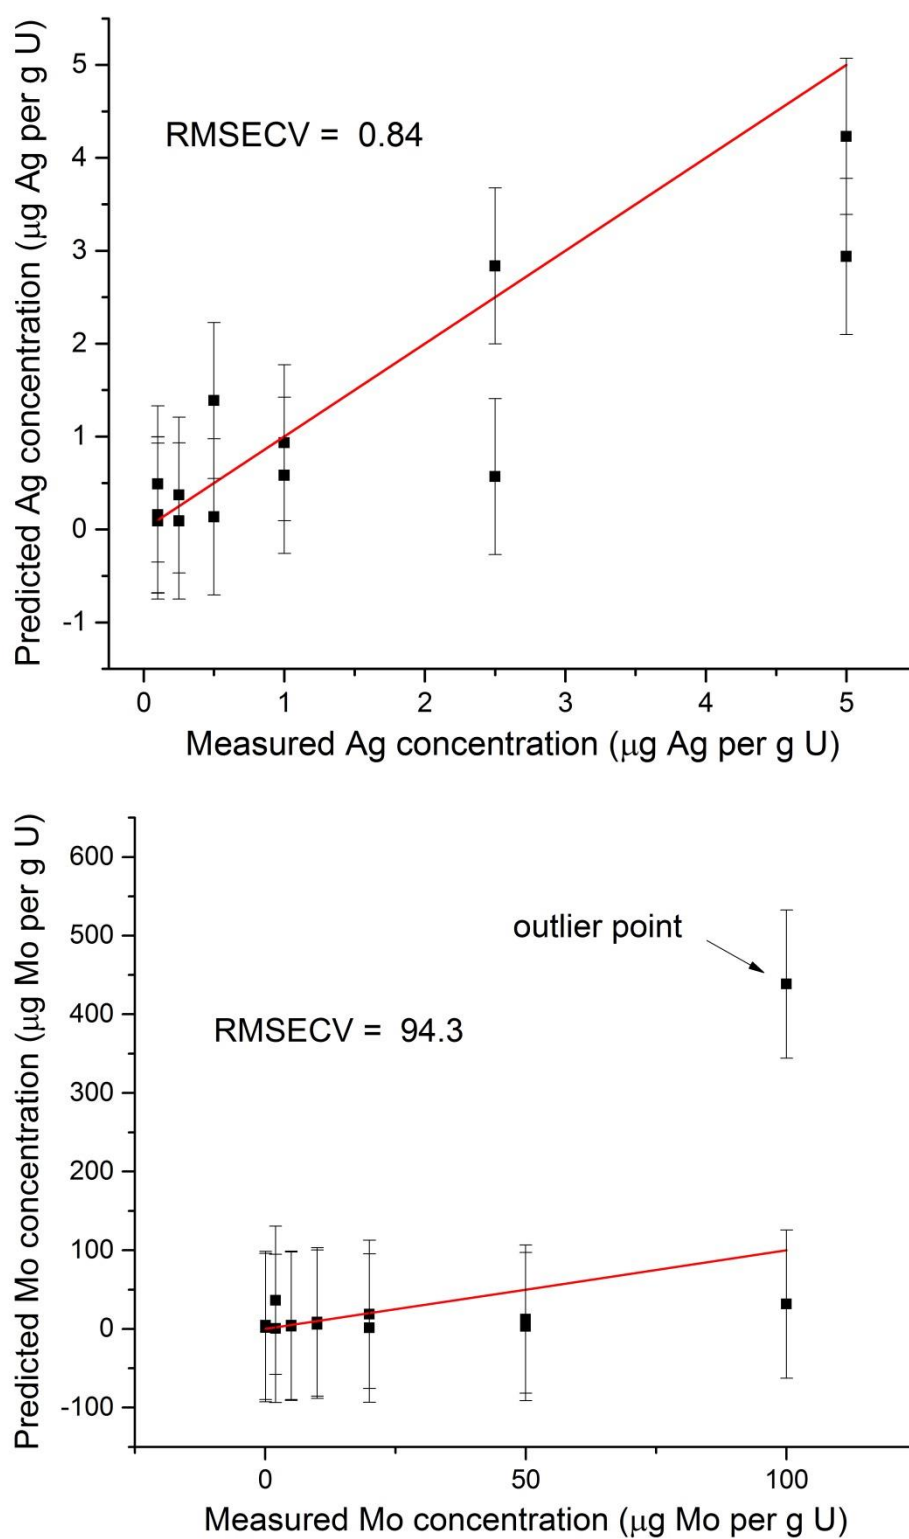 Predicted Ag concentration (μg Ag per g U)
5
4
3
2
1
0
-1
RMSECV = 0.84
0 1 2 3 4 5
Measured Ag concentration (μg Ag per g U)
Predicted Mo concentration (μg Mo per g U)
600
500
400
300
200
100
0
-100
outlier point
RMSECV = 94.3
0 50 100
Measured Mo concentration (μg Mo per g U)